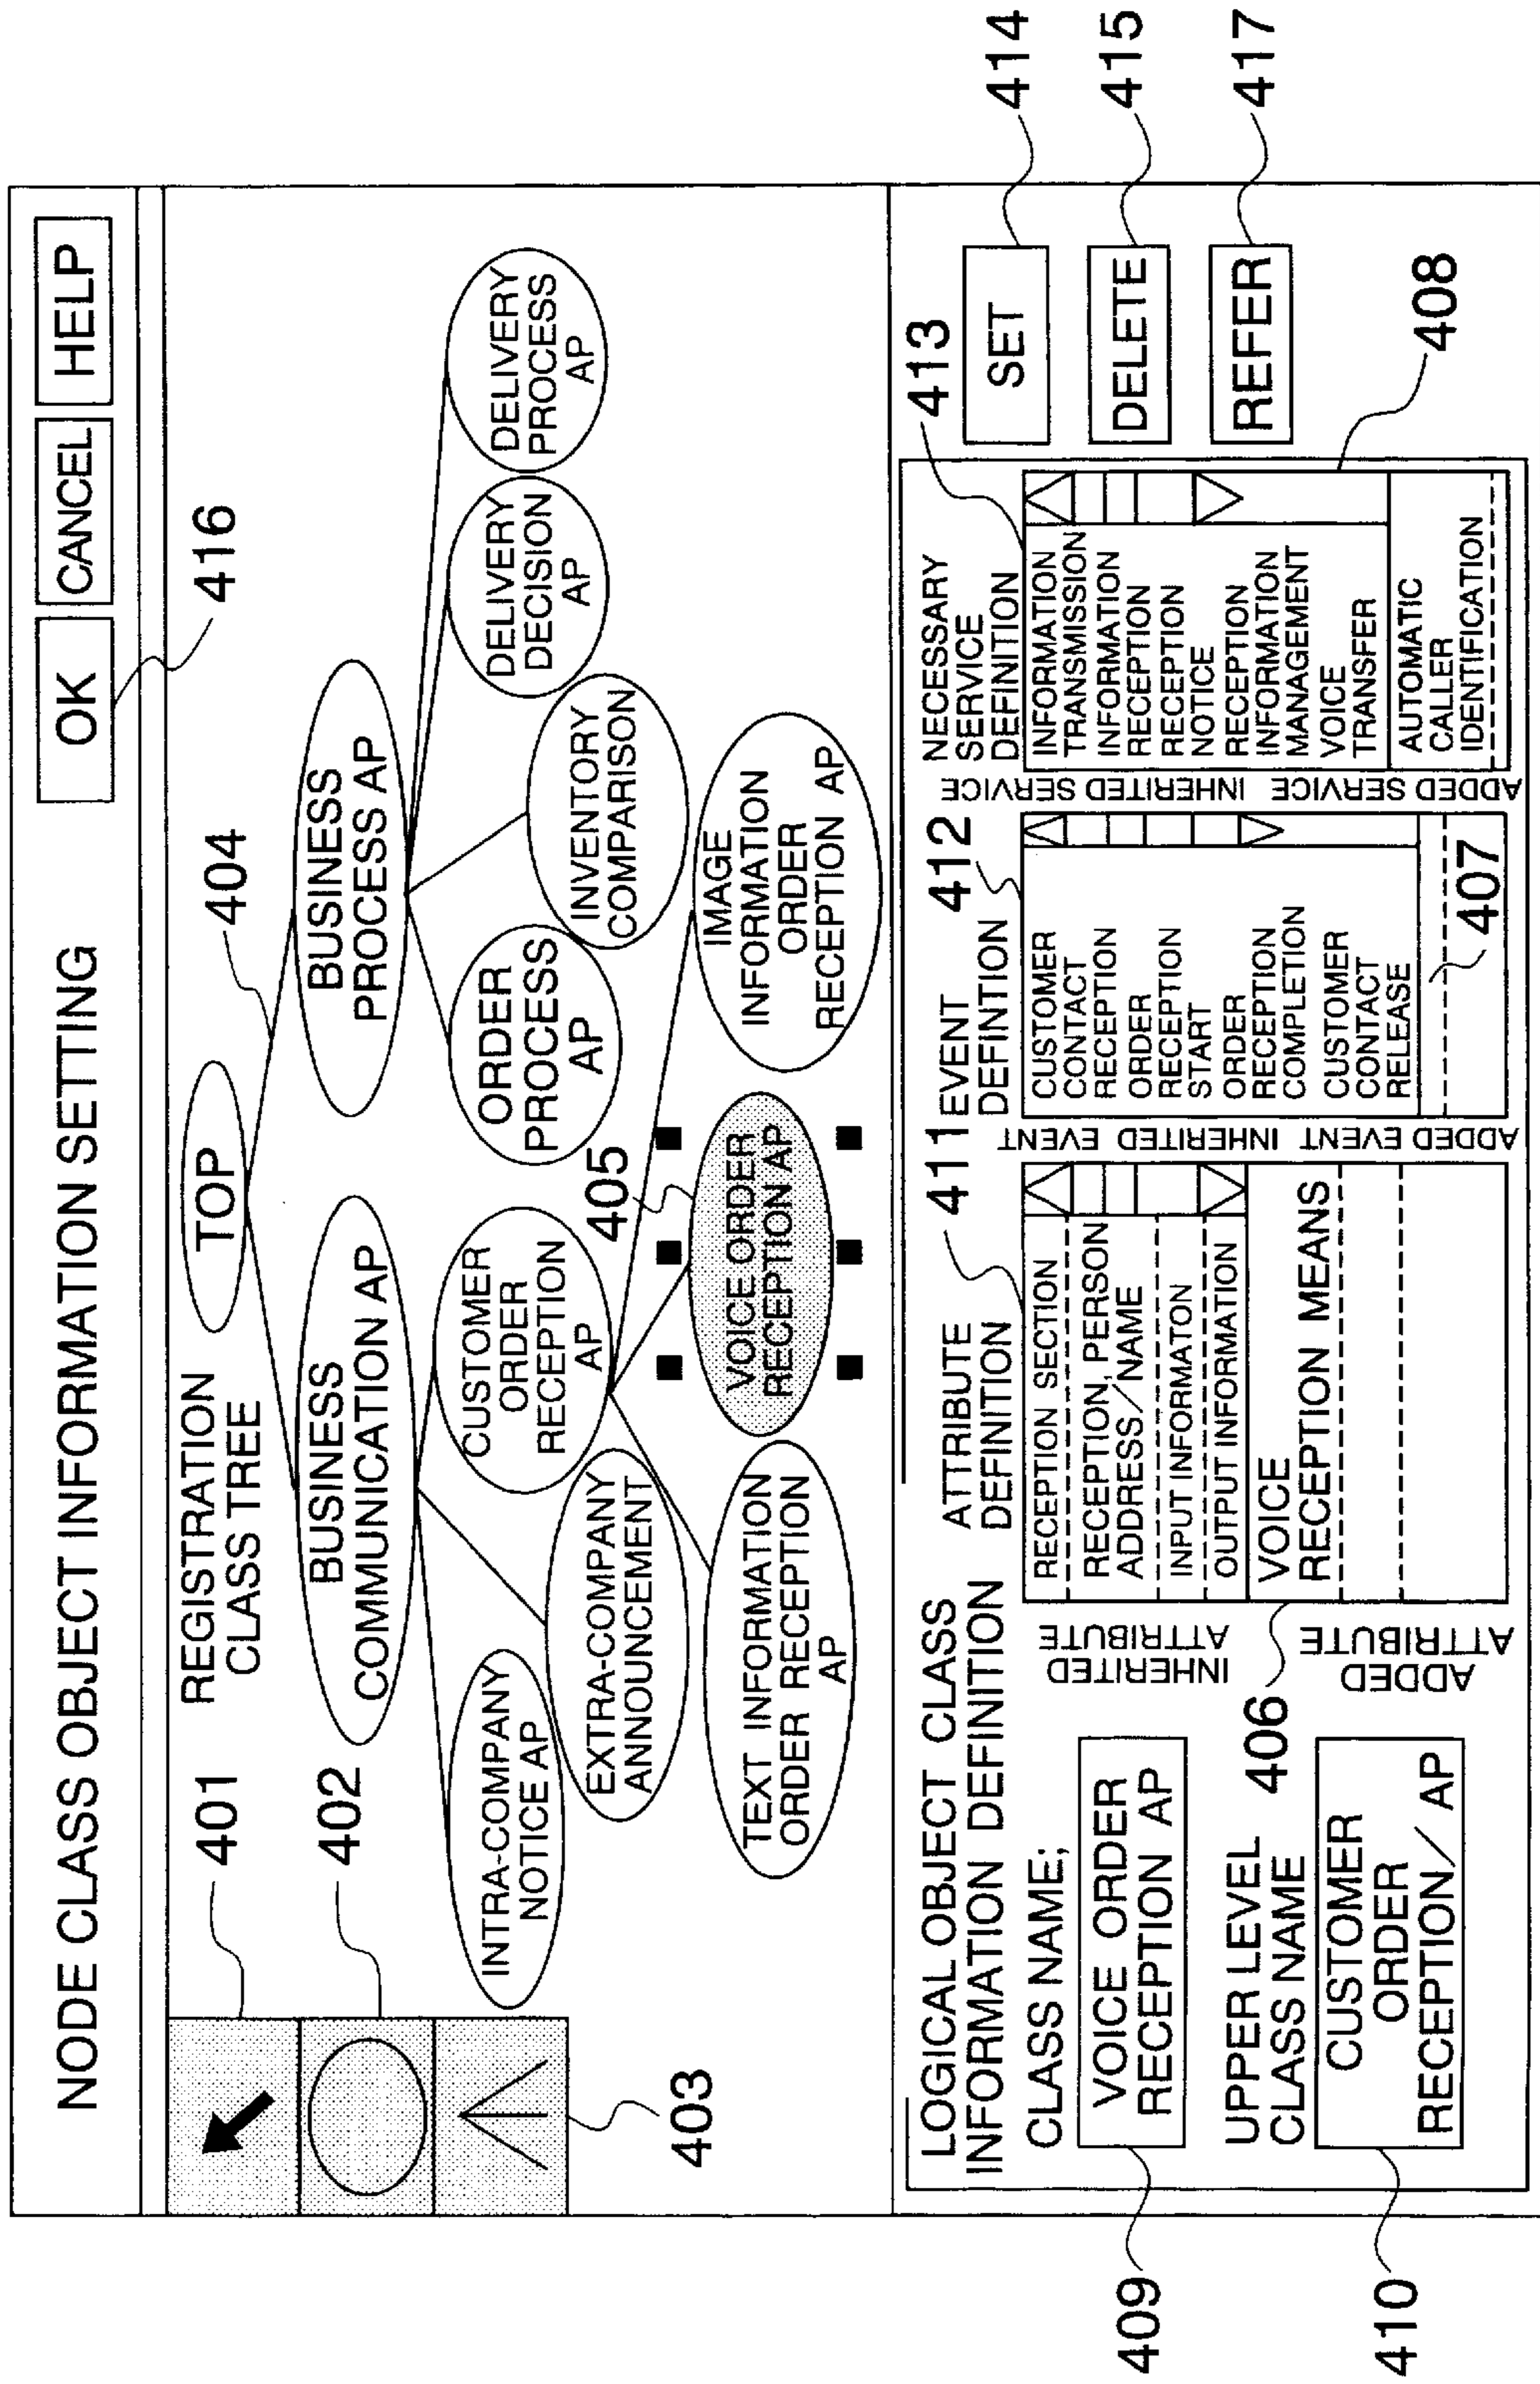 NODE CLASS OBJECT INFORMATION SETTING
OK
CANCEL
HELP
416
401
402
403
REGISTRATION
CLASS TREE
404
TOP
BUSINESS
COMMUNICATION AP
BUSINESS
PROCESS AP
INTRA-COMPANY
NOTICE AP
EXTRA-COMPANY
ANNOUNCEMENT
CUSTOMER
ORDER
RECEPTION
AP
ORDER
PROCESS
AP
INVENTORY
COMPARISON
DELIVERY
DECISION
AP
DELIVERY
PROCESS
AP
405
TEXT INFORMATION
ORDER RECEPTION
AP
VOICE ORDER
RECEPTION AP
IMAGE
INFORMATION
ORDER
RECEPTION AP
LOGICAL OBJECT CLASS
INFORMATION DEFINITION
CLASS NAME;
VOICE ORDER
RECEPTION AP
409
UPPER LEVEL
CLASS NAME
CUSTOMER
ORDER
RECEPTION/ AP
410
406
ATTRIBUTE
DEFINITION
411
INHERITED
ATTRIBUTE
RECEPTION SECTION
RECEPTION, PERSON
ADDRESS/NAME
INPUT INFORMATON
OUTPUT INFORMATION
ADDED
ATTRIBUTE
VOICE
RECEPTION MEANS
EVENT
DEFINITION
412
INHERITED EVENT
CUSTOMER
CONTACT
RECEPTION
ORDER
RECEPTION
START
ORDER
RECEPTION
COMPLETION
CUSTOMER
CONTACT
RELEASE
ADDED EVENT
407
NECESSARY
SERVICE
DEFINITION
413
INHERITED SERVICE
INFORMATION
TRANSMISSION
INFORMATION
RECEPTION
RECEPTION
NOTICE
RECEPTION
INFORMATION
MANAGEMENT
VOICE
TRANSFER
ADDED SERVICE
AUTOMATIC
CALLER
IDENTIFICATION
408
SET
414
DELETE
415
REFER
417